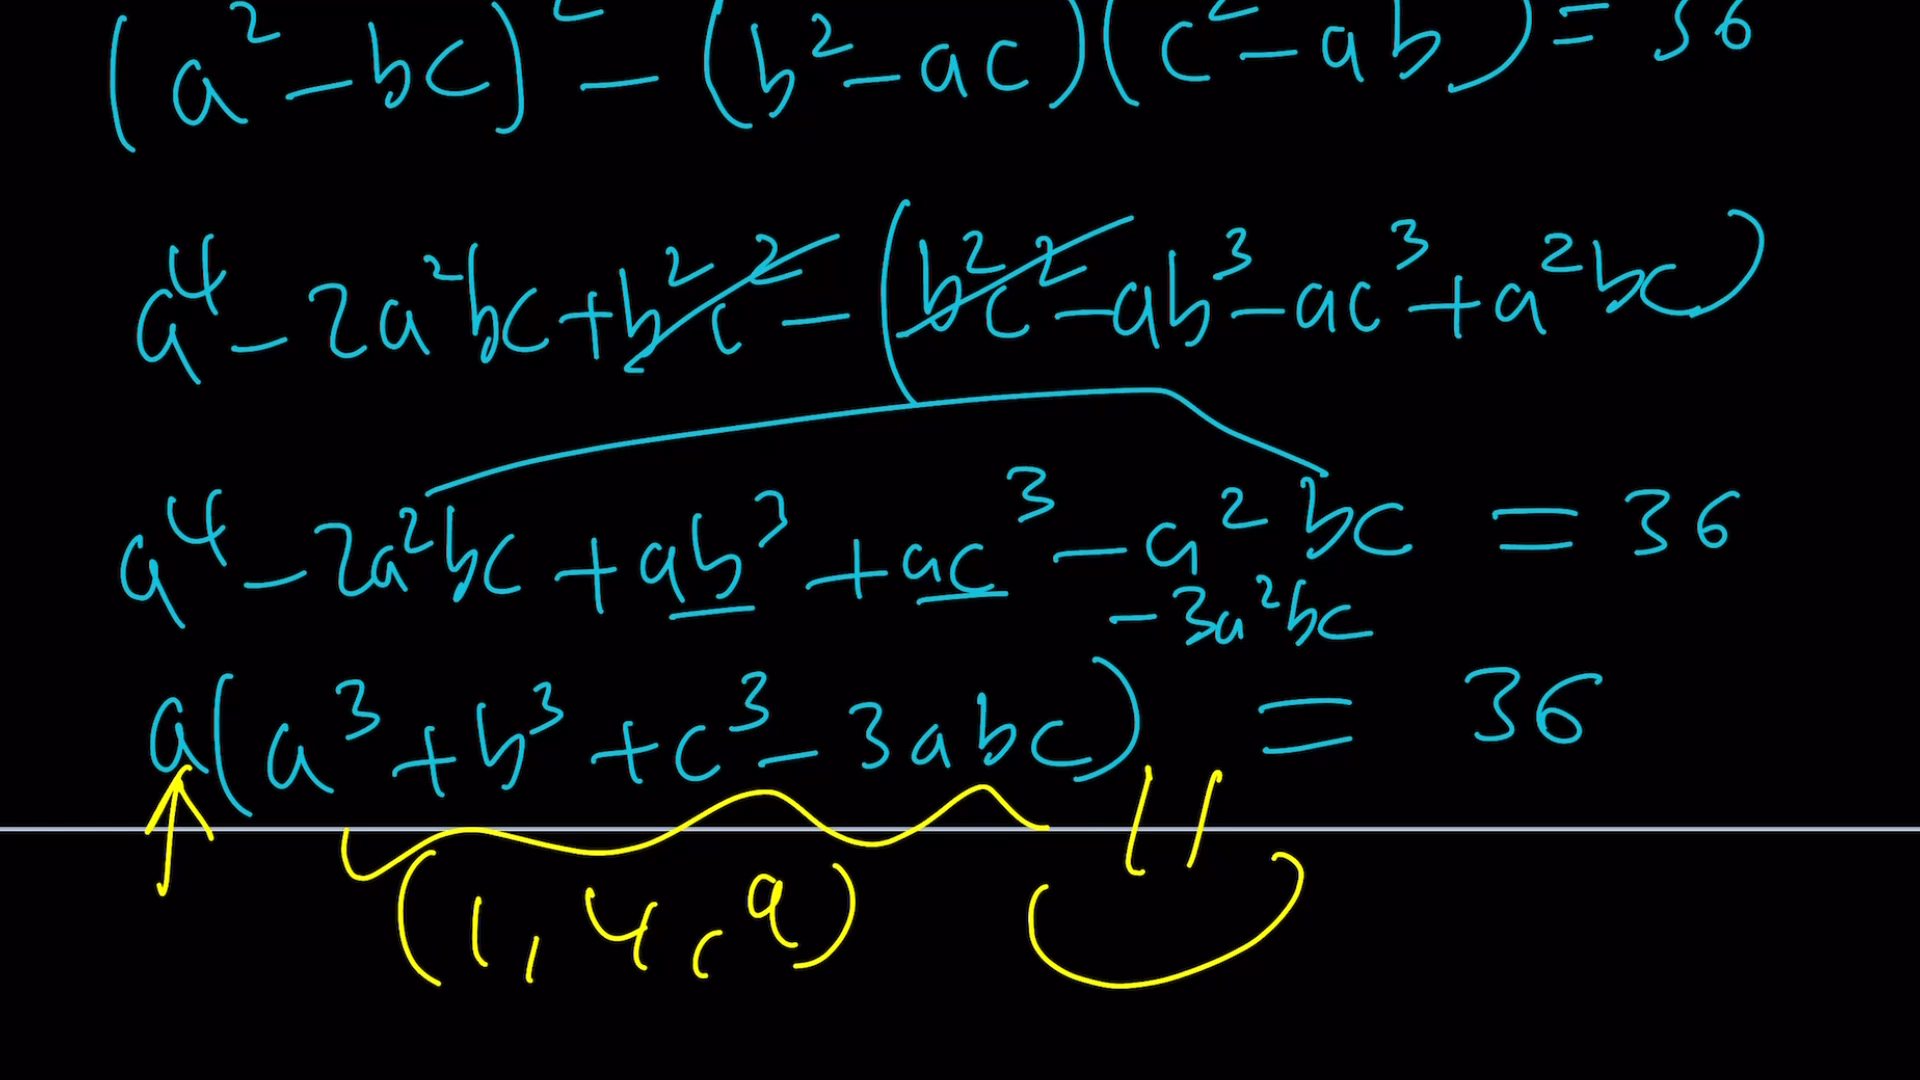 (a² - bc)² - (b² - ac)(c² - ab) = 36
a⁴ - 2a²bc + b²c² - (b²c² - ab³ - ac³ + a²bc)
a⁴ - 2a²bc + ab³ + ac³ - a²bc = 36
- 3a²bc
a(a³ + b³ + c³ - 3abc) = 36
(1, 4, 9)